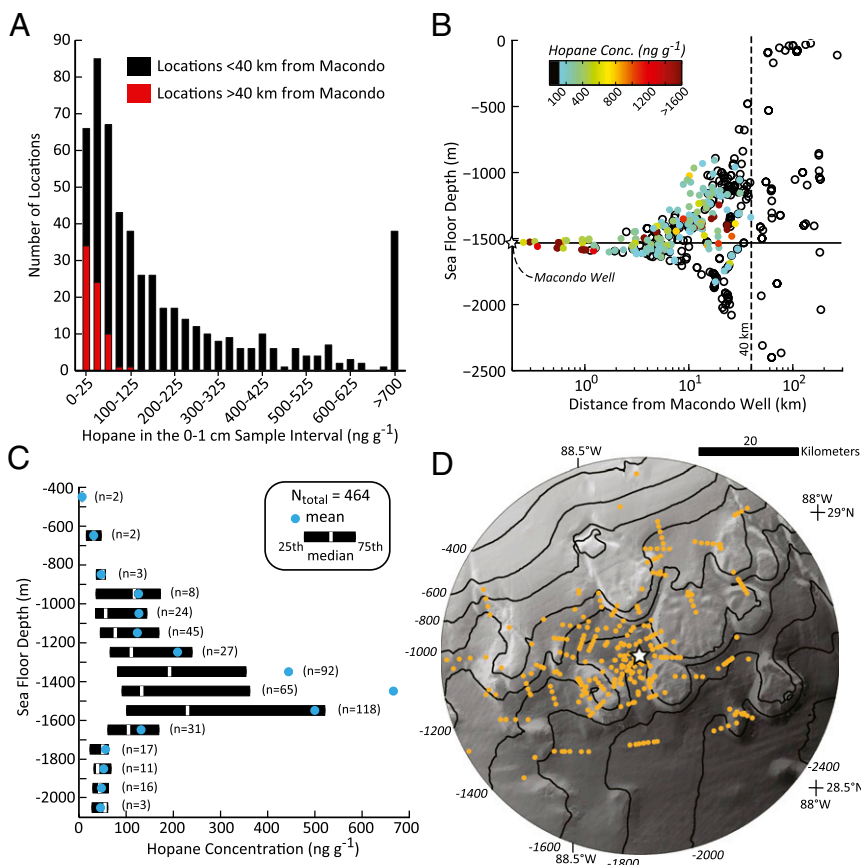 A
90
80
70
60
50
40
30
20
10
0
Number of Locations
Locations <40 km from Macondo
Locations >40 km from Macondo
0-25
100-125
200-225
300-325
400-425
500-525
600-625
>700
Hopane in the 0-1 cm Sample Interval (ng g-1)
B
Hopane Conc. (ng g-1)
100
400
800
1200
>1600
0
−500
−1000
−1500
−2000
−2500
Sea Floor Depth (m)
Macondo Well
40 km
10^0
10^1
10^2
Distance from Macondo Well (km)
C
-400
-600
-800
-1000
-1200
-1400
-1600
-1800
-2000
Sea Floor Depth (m)
Ntotal = 464
mean
25th
75th
median
(n=2)
(n=2)
(n=3)
(n=8)
(n=24)
(n=45)
(n=27)
(n=92)
(n=65)
(n=118)
(n=31)
(n=17)
(n=11)
(n=16)
(n=3)
0
100
200
300
400
500
600
700
Hopane Concentration (ng g-1)
D
20
Kilometers
88.5°W
88°W
29°N
-400
-600
-800
-1000
-1200
-1400
-1600
88.5°W
-1800
-2000
-2400
28.5°N
88°W